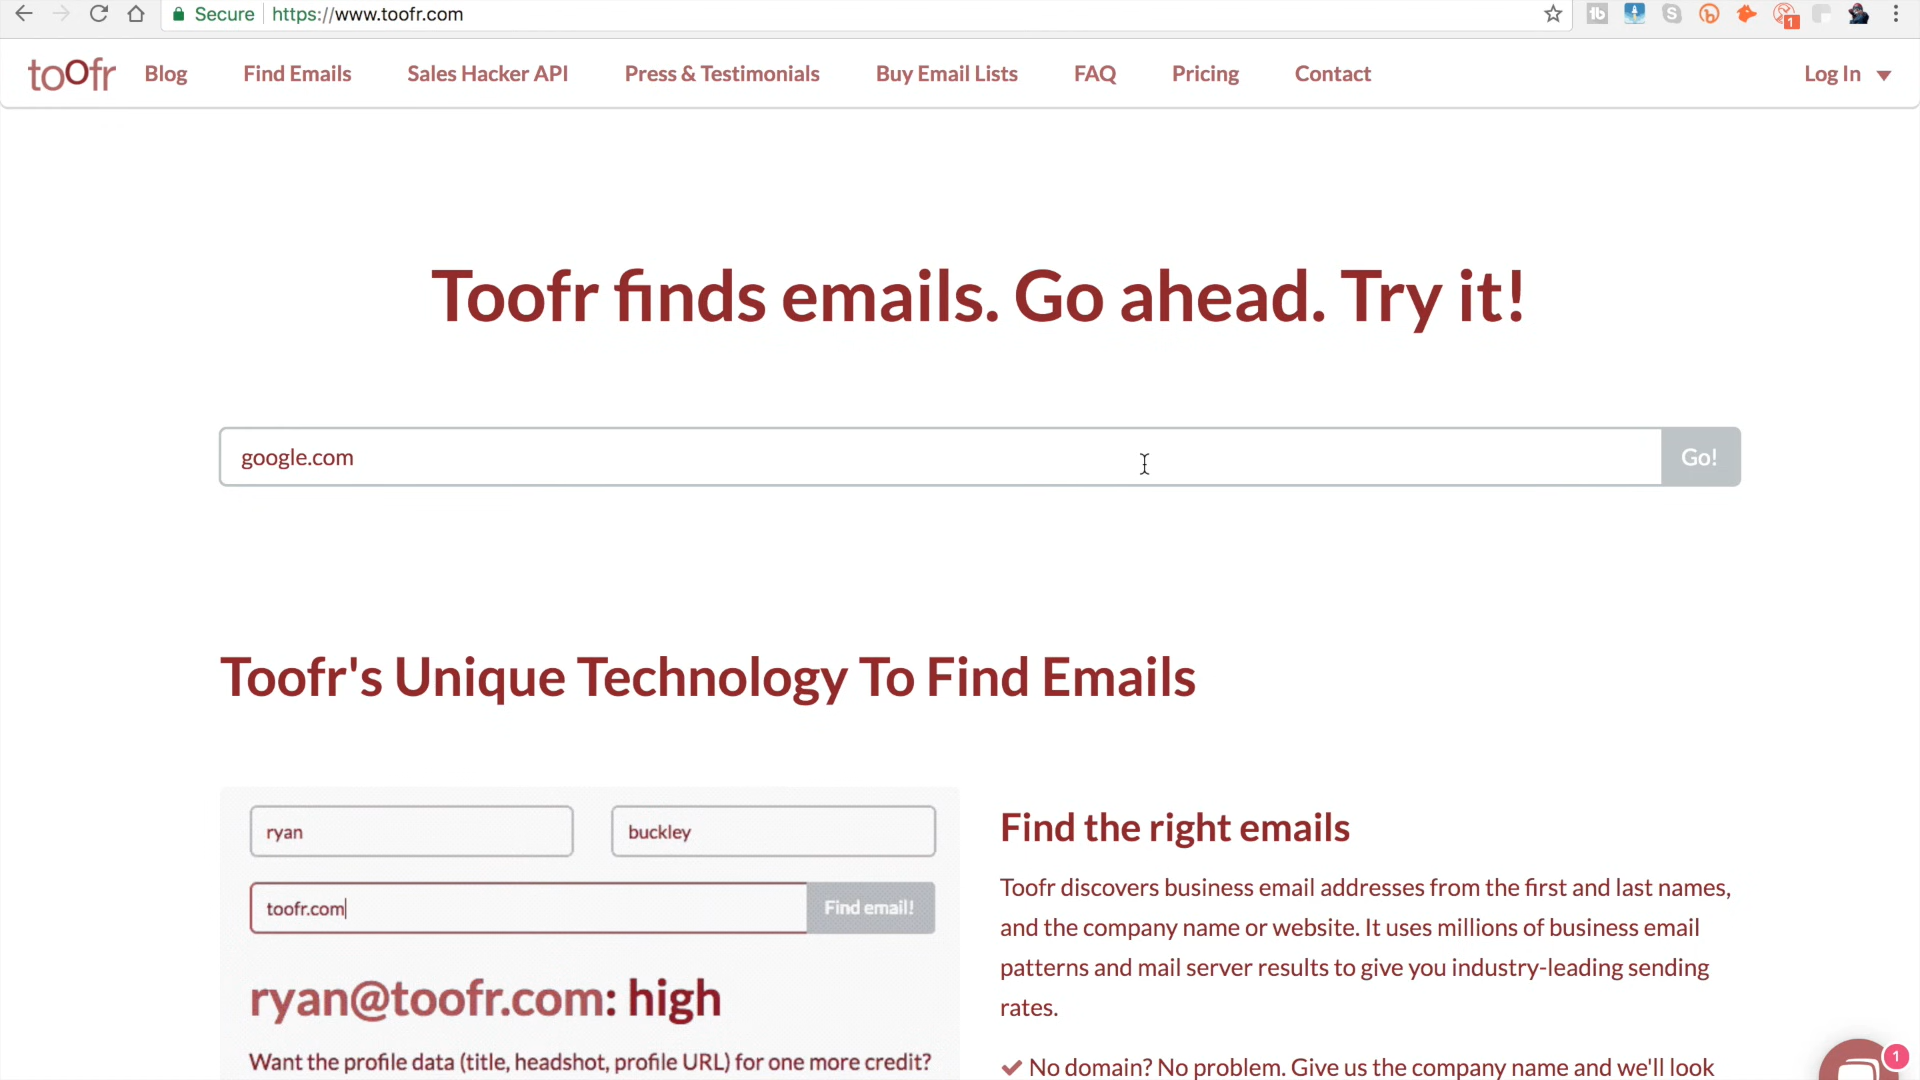 Secure https://www.toofr.com
1
toofr Blog Find Emails Sales Hacker API Press & Testimonials Buy Email Lists FAQ Pricing Contact Log In
Toofr finds emails. Go ahead. Try it!
google.com Go!
Toofr's Unique Technology To Find Emails
ryan buckley
toofr.com Find email!
ryan@toofr.com: high
Want the profile data (title, headshot, profile URL) for one more credit?
Find the right emails
Toofr discovers business email addresses from the first and last names,
and the company name or website. It uses millions of business email
patterns and mail server results to give you industry-leading sending
rates.
No domain? No problem. Give us the company name and we'll look
1